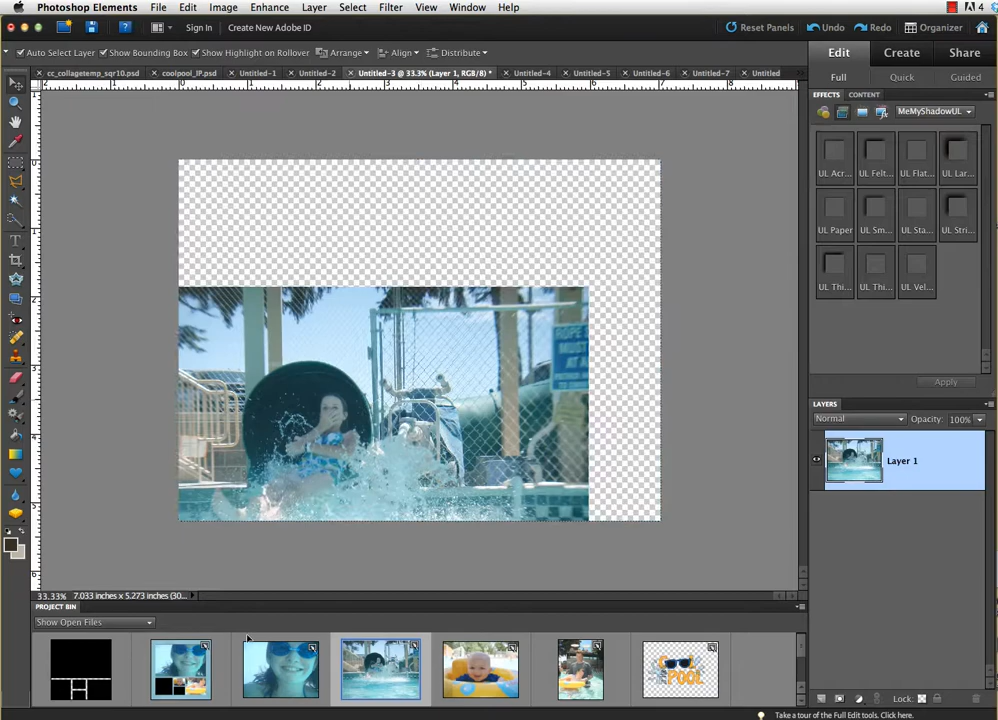 Photoshop Elements File Edit Image Enhance Layer Select Filter View Window Help 4
Sign In Create New Adobe ID Reset Panels Undo Redo Organizer
Auto Select Layer Show Bounding Box Show Highlight on Rollover Arrange Align Distribute Edit Create Share
cc_collagetemp_sqr10.psd coolpool_IP.psd Untitled-1 Untitled-2 Untitled-3 @ 33.3% (Layer 1, RGB/8) * Untitled-4 Untitled-5 Untitled-6 Untitled-7 Untitled
Full Quick Guided
EFFECTS CONTENT
MeMyShadowUL
UL Acr... UL Felt... UL Flat... UL Lar...
UL Paper UL Sm... UL Sta... UL Stri...
UL Thi... UL Thi... UL Vel...
Apply
LAYERS
Normal Opacity: 100%
Layer 1
33.33% 7.033 inches x 5.273 inches (30...
PROJECT BIN
Show Open Files
COOL
POOL
Lock:
Take a tour of the Full Edit tools. Click here.